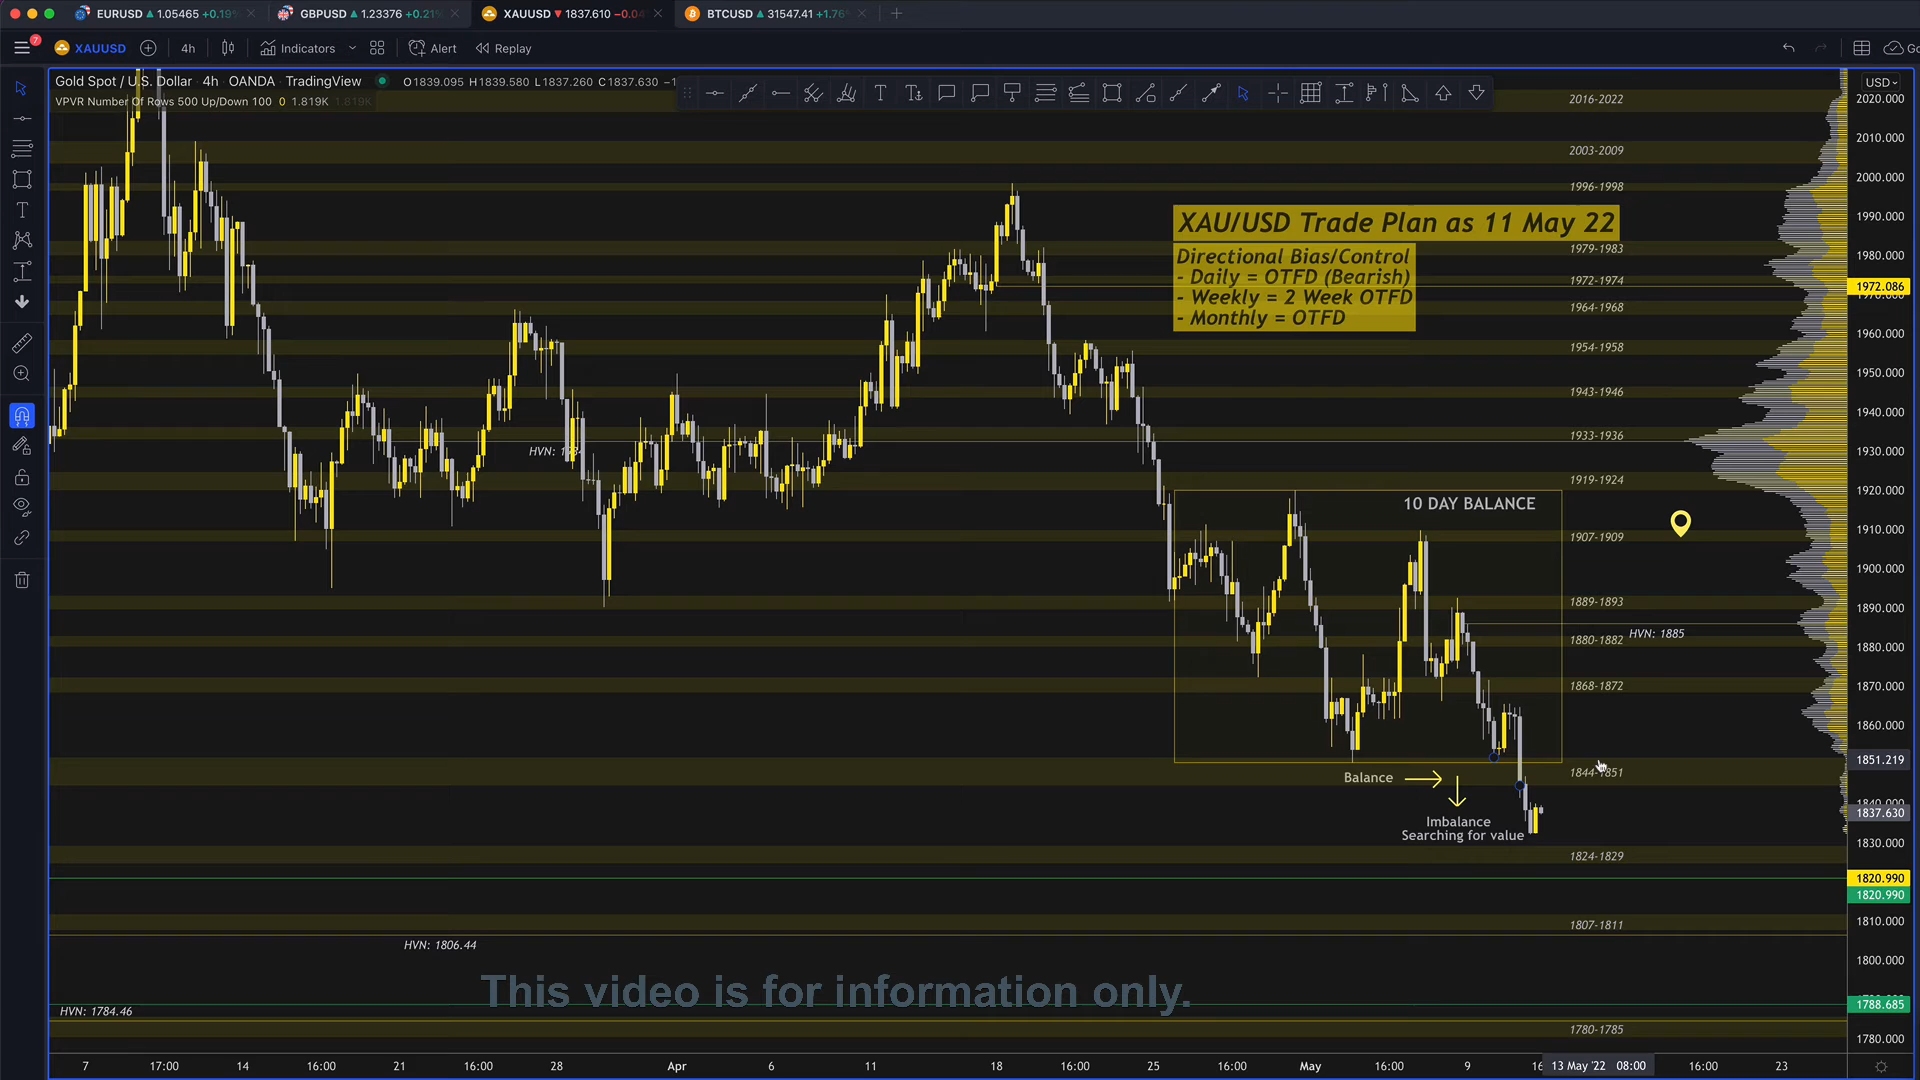 EURUSD ▲ 1.05465 +0.19%
GBPUSD ▲ 1.23376 +0.21%
XAUUSD ▼ 1837.610 −0.04
BTCUSD ▲ 31547.41 +1.76%
7
XAUUSD
4h
Indicators
Alert
Replay
Gold Spot / U.S. Dollar 4h OANDA TradingView
O1839.095 H1839.580 L1837.260 C1837.630
VPVR Number Of Rows 500 Up/Down 100 0 1.819K 1.819K
USD
2016-2022
2003-2009
1996-1998
XAU/USD Trade Plan as 11 May 22
1979-1983
Directional Bias/Control
- Daily = OTFD (Bearish)
- Weekly = 2 Week OTFD
- Monthly = OTFD
1972-1974
1964-1968
1954-1958
1943-1946
1933-1936
HVN:
1919-1924
10 DAY BALANCE
1907-1909
1889-1893
HVN: 1885
1880-1882
1868-1872
1844-1851
Balance
Imbalance
Searching for value
1824-1829
1807-1811
HVN: 1806.44
This video is for information only.
HVN: 1784.46
1780-1785
2020.000
2010.000
2000.000
1990.000
1980.000
1972.086
1960.000
1950.000
1940.000
1930.000
1920.000
1910.000
1900.000
1890.000
1880.000
1870.000
1860.000
1851.219
1840.000
1837.630
1830.000
1820.990
1820.990
1810.000
1800.000
1788.685
1780.000
7 17:00 14 16:00 21 16:00 28 Apr 6 11 18 16:00 25 16:00 May 16:00 9 13 May '22 08:00 16:00 23